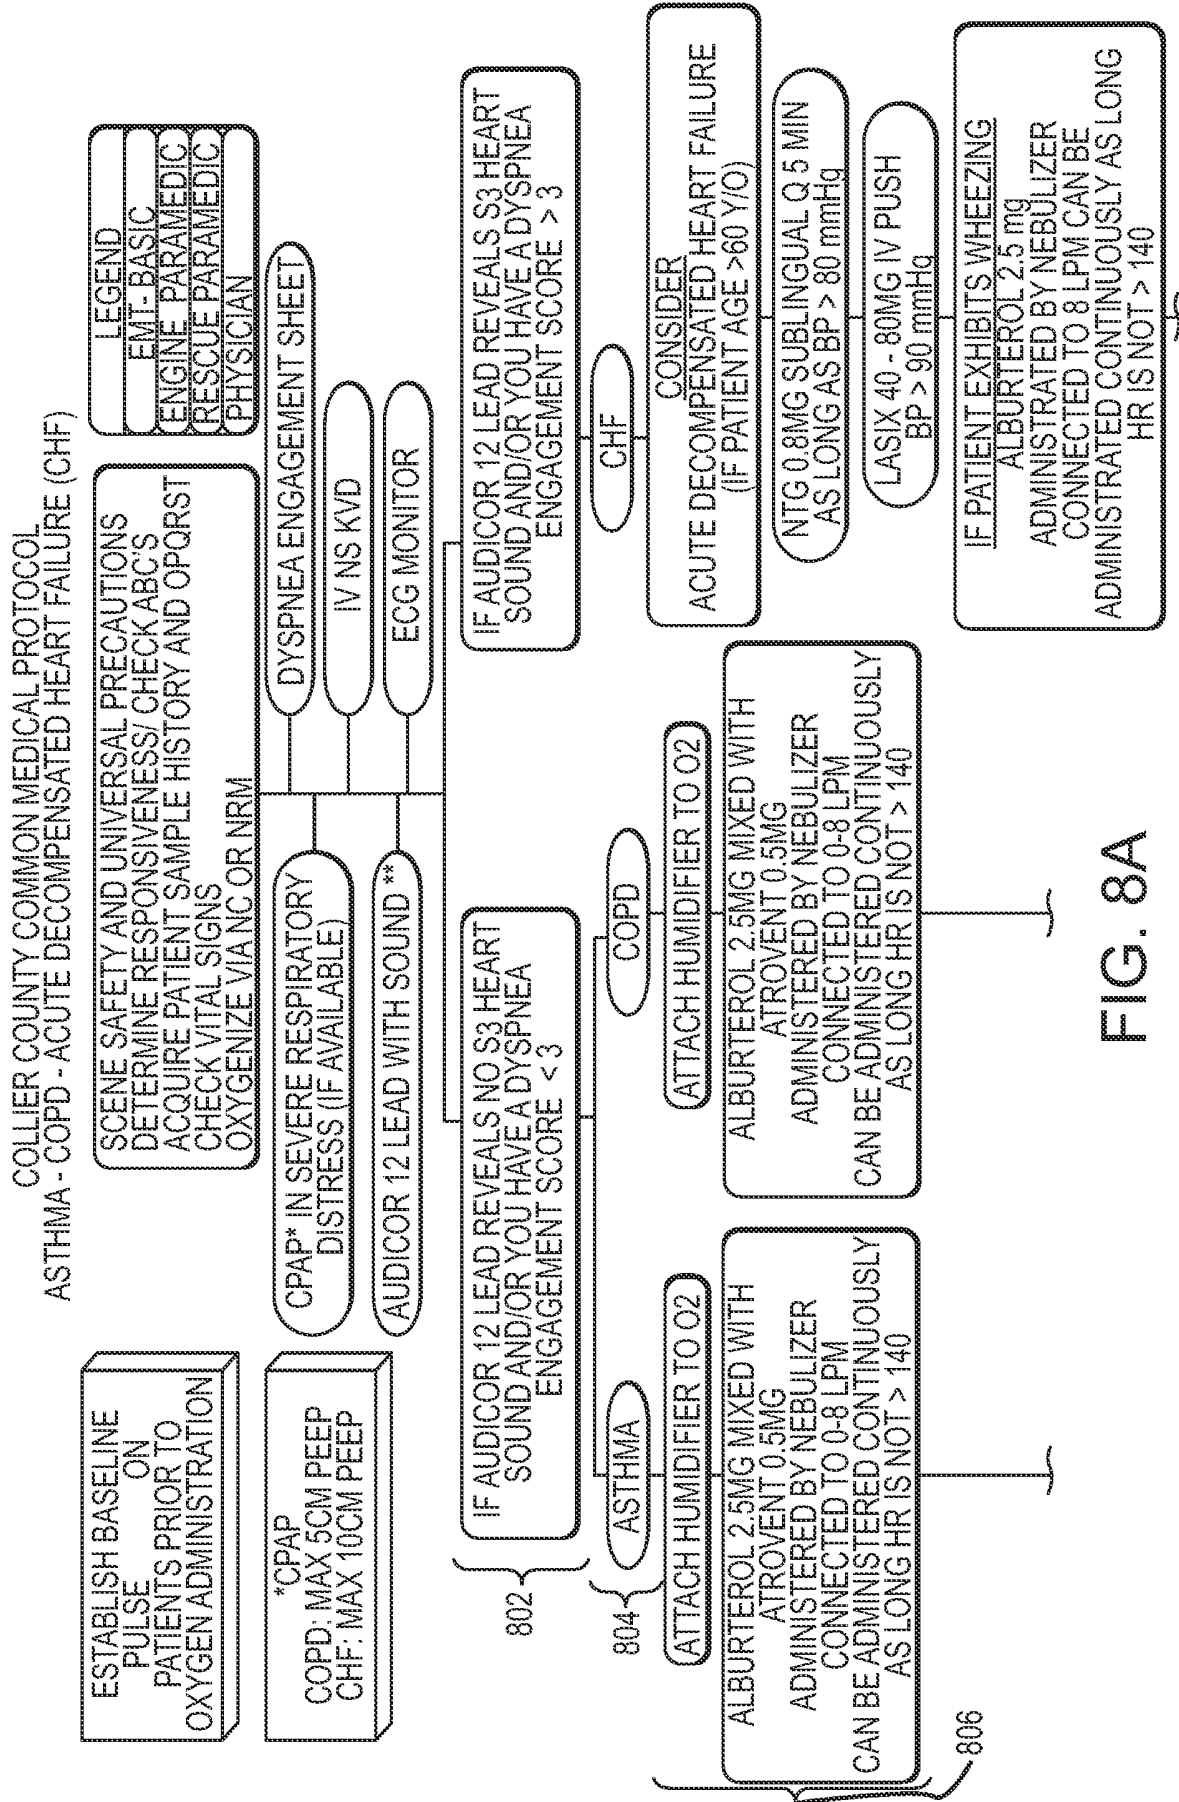 COLLIER COUNTY COMMON MEDICAL PROTOCOL
ASTHMA - COPD - ACUTE DECOMPENSATED HEART FAILURE (CHF)
ESTABLISH BASELINE
PULSE ON
PATIENTS PRIOR TO
OXYGEN ADMINISTRATION
*CPAP
COPD: MAX 5CM PEEP
CHF: MAX 10CM PEEP
SCENE SAFETY AND UNIVERSAL PRECAUTIONS
DETERMINE RESPONSIVENESS/ CHECK ABC'S
ACQUIRE PATIENT SAMPLE HISTORY AND OPQRST
CHECK VITAL SIGNS
OXYGENIZE VIA NC OR NRM
LEGEND
EMT-BASIC
ENGINE PARAMEDIC
RESCUE PARAMEDIC
PHYSICIAN
CPAP* IN SEVERE RESPIRATORY
DISTRESS (IF AVAILABLE)
AUDICOR 12 LEAD WITH SOUND **
DYSPNEA ENGAGEMENT SHEET
IV NS KVD
ECG MONITOR
802
IF AUDICOR 12 LEAD REVEALS NO S3 HEART
SOUND AND/OR YOU HAVE A DYSPNEA
ENGAGEMENT SCORE < 3
804
ASTHMA
ATTACH HUMIDIFIER TO O2
ALBURTEROL 2.5MG MIXED WITH
ATROVENT 0.5MG
ADMINISTERED BY NEBULIZER
CONNECTED TO 0-8 LPM
CAN BE ADMINISTERED CONTINUOUSLY
AS LONG HR IS NOT > 140
806
COPD
ATTACH HUMIDIFIER TO O2
ALBURTEROL 2.5MG MIXED WITH
ATROVENT 0.5MG
ADMINISTERED BY NEBULIZER
CONNECTED TO 0-8 LPM
CAN BE ADMINISTERED CONTINUOUSLY
AS LONG HR IS NOT > 140
IF AUDICOR 12 LEAD REVEALS S3 HEART
SOUND AND/OR YOU HAVE A DYSPNEA
ENGAGEMENT SCORE > 3
CHF
CONSIDER
ACUTE DECOMPENSATED HEART FAILURE
(IF PATIENT AGE >60 Y/O)
NTG 0.8MG SUBLINGUAL Q 5 MIN
AS LONG AS BP > 80 mmHq
LASIX 40 - 80MG IV PUSH
BP > 90 mmHq
IF PATIENT EXHIBITS WHEEZING
ALBURTEROL 2.5 mg
ADMINISTRATED BY NEBULIZER
CONNECTED TO 8 LPM CAN BE
ADMINISTRATED CONTINUOUSLY AS LONG
HR IS NOT > 140
FIG. 8A